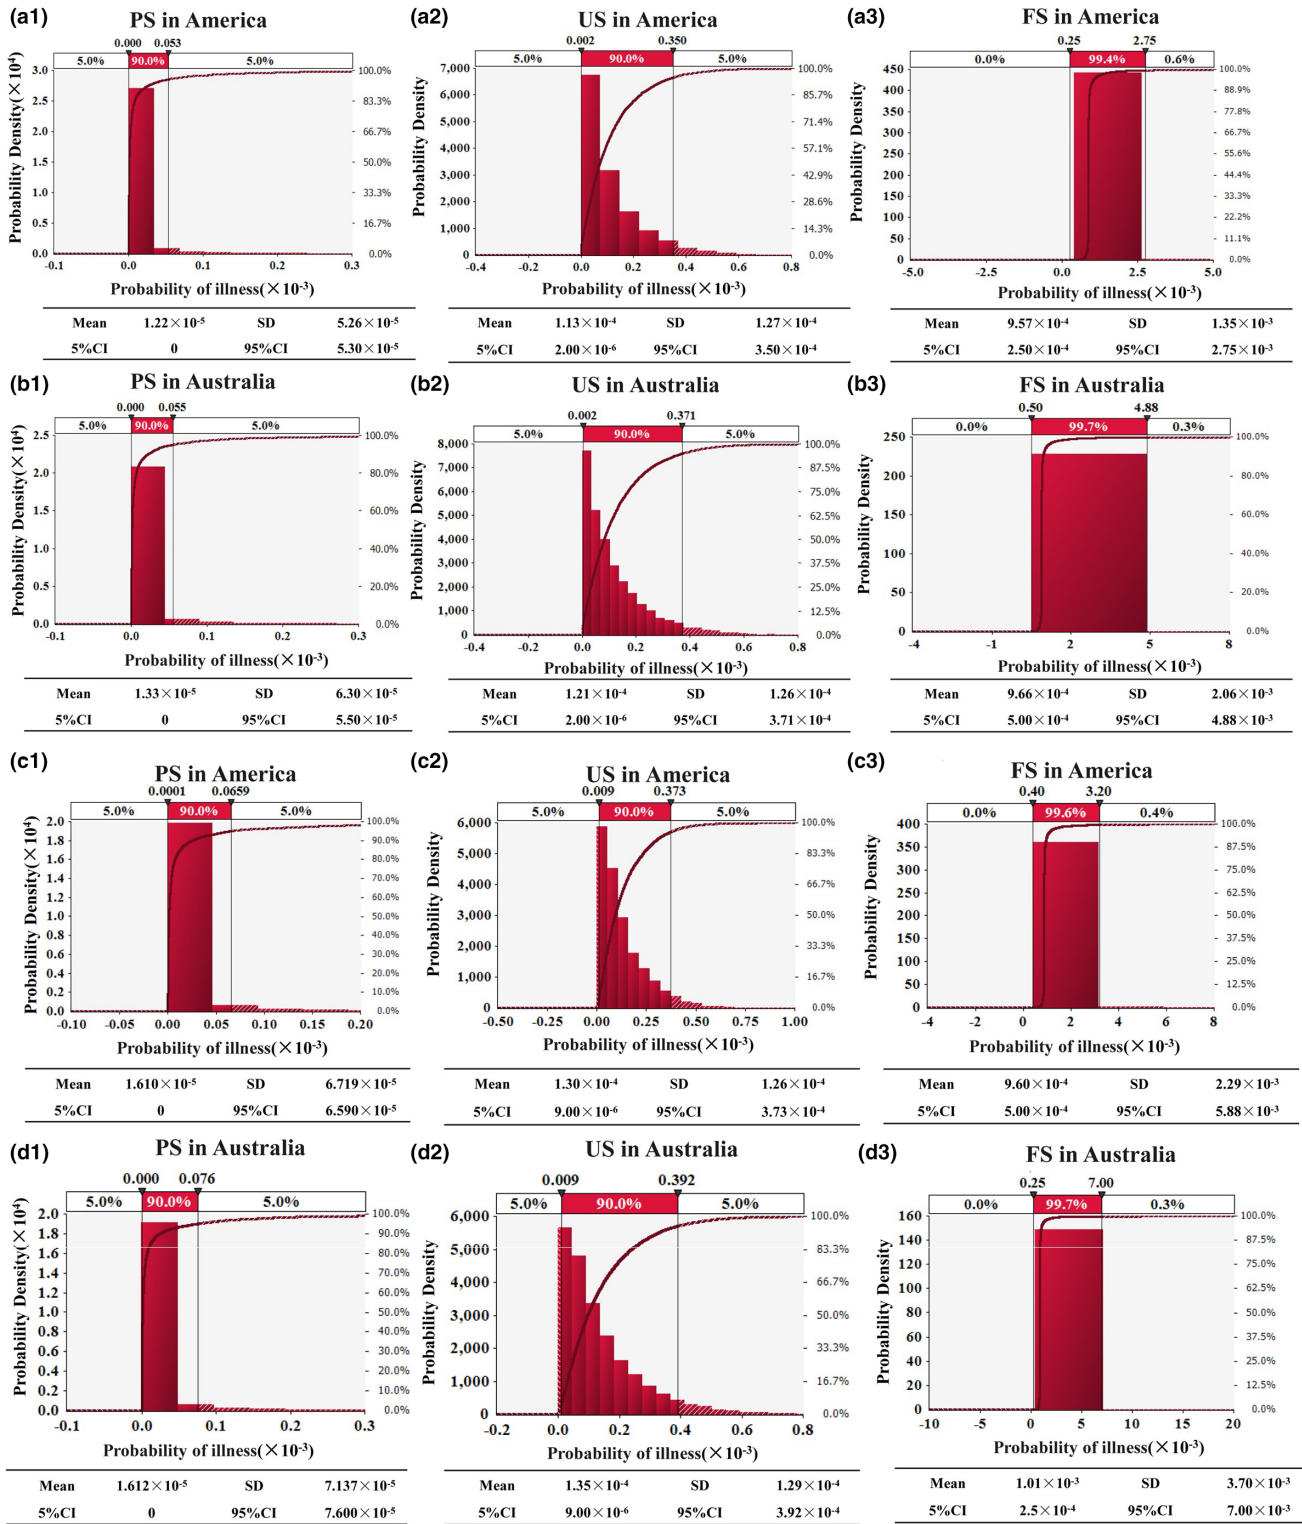 (a1) PS in America
0.000 0.053
5.0% 90.0% 5.0%
Probability Density(×10⁴)
3.0
2.5
2.0
1.5
1.0
0.5
0.0
100.0%
83.3%
66.7%
50.0%
33.3%
16.7%
0.0%
-0.1 0.0 0.1 0.2 0.3
Probability of illness(×10⁻³)
Mean 1.22×10⁻⁵ SD 5.26×10⁻⁵
5%CI 0 95%CI 5.30×10⁻⁵
(a2) US in America
0.002 0.350
5.0% 90.0% 5.0%
Probability Density
7,000
6,000
5,000
4,000
3,000
2,000
1,000
0
100.0%
85.7%
71.4%
57.1%
42.9%
28.6%
14.3%
0.0%
-0.4 -0.2 0.0 0.2 0.4 0.6 0.8
Probability of illness(×10⁻³)
Mean 1.13×10⁻⁴ SD 1.27×10⁻⁴
5%CI 2.00×10⁻⁶ 95%CI 3.50×10⁻⁴
(a3) FS in America
0.25 2.75
0.0% 99.4% 0.6%
Probability Density
450
400
350
300
250
200
150
100
50
0
100.0%
88.9%
77.8%
66.7%
55.6%
44.4%
33.3%
22.2%
11.1%
0.0%
-5.0 -2.5 0.0 2.5 5.0
Probability of illness(×10⁻³)
Mean 9.57×10⁻⁴ SD 1.35×10⁻³
5%CI 2.50×10⁻⁴ 95%CI 2.75×10⁻³
(b1) PS in Australia
0.000 0.055
5.0% 90.0% 5.0%
Probability Density(×10⁴)
2.5
2.0
1.5
1.0
0.5
0.0
100.0%
80.0%
60.0%
40.0%
20.0%
0.0%
-0.1 0.0 0.1 0.2 0.3
Probability of illness(×10⁻³)
Mean 1.33×10⁻⁵ SD 6.30×10⁻⁵
5%CI 0 95%CI 5.50×10⁻⁵
(b2) US in Australia
0.002 0.371
5.0% 90.0% 5.0%
Probability Density
8,000
7,000
6,000
5,000
4,000
3,000
2,000
1,000
0
100.0%
87.5%
75.0%
62.5%
50.0%
37.5%
25.0%
12.5%
0.0%
-0.4 -0.2 0.0 0.2 0.4 0.6 0.8
Probability of illness(×10⁻³)
Mean 1.21×10⁻⁴ SD 1.26×10⁻⁴
5%CI 2.00×10⁻⁶ 95%CI 3.71×10⁻⁴
(b3) FS in Australia
0.50 4.88
0.0% 99.7% 0.3%
Probability Density
250
200
150
100
50
0
100.0%
80.0%
60.0%
40.0%
20.0%
0.0%
-4 -1 2 5 8
Probability of illness(×10⁻³)
Mean 9.66×10⁻⁴ SD 2.06×10⁻³
5%CI 5.00×10⁻⁴ 95%CI 4.88×10⁻³
(c1) PS in America
0.0001 0.0659
5.0% 90.0% 5.0%
Probability Density(×10⁴)
2.0
1.8
1.6
1.4
1.2
1.0
0.8
0.6
0.4
0.2
0.0
100.0%
90.0%
80.0%
70.0%
60.0%
50.0%
40.0%
30.0%
20.0%
10.0%
0.0%
-0.10 -0.05 0.00 0.05 0.10 0.15 0.20
Probability of illness(×10⁻³)
Mean 1.610×10⁻⁵ SD 6.719×10⁻⁵
5%CI 0 95%CI 6.590×10⁻⁵
(c2) US in America
0.009 0.373
5.0% 90.0% 5.0%
Probability Density
6,000
5,000
4,000
3,000
2,000
1,000
0
100.0%
83.3%
66.7%
50.0%
33.3%
16.7%
0.0%
-0.50 -0.25 0.00 0.25 0.50 0.75 1.00
Probability of illness(×10⁻³)
Mean 1.30×10⁻⁴ SD 1.26×10⁻⁴
5%CI 9.00×10⁻⁶ 95%CI 3.73×10⁻⁴
(c3) FS in America
0.40 3.20
0.0% 99.6% 0.4%
Probability Density
400
350
300
250
200
150
100
50
0
100.0%
87.5%
75.0%
62.5%
50.0%
37.5%
25.0%
12.5%
0.0%
-4 -2 0 2 4 6 8
Probability of illness(×10⁻³)
Mean 9.60×10⁻⁴ SD 2.29×10⁻³
5%CI 5.00×10⁻⁴ 95%CI 5.88×10⁻³
(d1) PS in Australia
0.000 0.076
5.0% 90.0% 5.0%
Probability Density(×10⁴)
2.0
1.8
1.6
1.4
1.2
1.0
0.8
0.6
0.4
0.2
0.0
100.0%
90.0%
80.0%
70.0%
60.0%
50.0%
40.0%
30.0%
20.0%
10.0%
0.0%
-0.1 0.0 0.1 0.2 0.3
Probability of illness(×10⁻³)
Mean 1.612×10⁻⁵ SD 7.137×10⁻⁵
5%CI 0 95%CI 7.600×10⁻⁵
(d2) US in Australia
0.009 0.392
5.0% 90.0% 5.0%
Probability Density
6,000
5,000
4,000
3,000
2,000
1,000
0
100.0%
83.3%
66.7%
50.0%
33.3%
16.7%
0.0%
-0.2 0.0 0.2 0.4 0.6 0.8
Probability of illness(×10⁻³)
Mean 1.35×10⁻⁴ SD 1.29×10⁻⁴
5%CI 9.00×10⁻⁶ 95%CI 3.92×10⁻⁴
(d3) FS in Australia
0.25 7.00
0.0% 99.7% 0.3%
Probability Density
160
140
120
100
80
60
40
20
0
100.0%
87.5%
75.0%
62.5%
50.0%
37.5%
25.0%
12.5%
0.0%
-10 -5 0 5 10 15 20
Probability of illness(×10⁻³)
Mean 1.01×10⁻³ SD 3.70×10⁻³
5%CI 2.5×10⁻⁴ 95%CI 7.00×10⁻³